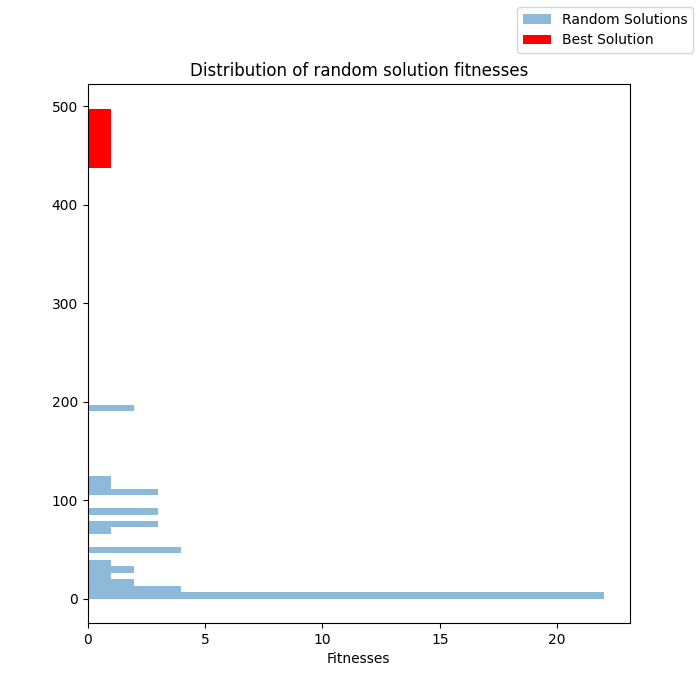 Random Solutions
Best Solution
Distribution of random solution fitnesses
500
400
300
200
100
0
0 5 10 15 20
Fitnesses